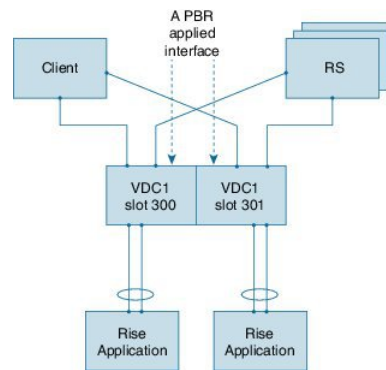 A PBR
applied
interface
Client
RS
VDC1
slot 300
VDC1
slot 301
Rise
Application
Rise
Application